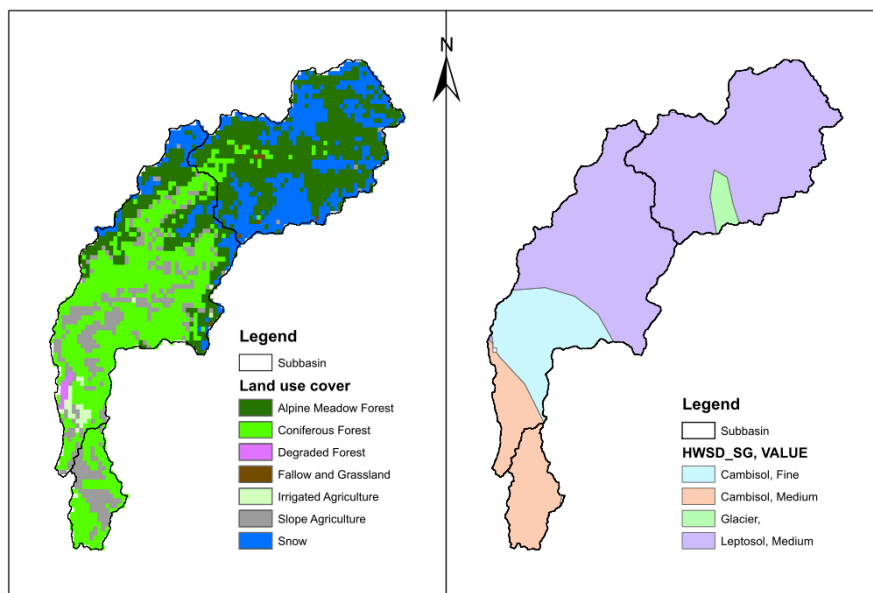 N
Legend
Subbasin
Land use cover
Alpine Meadow Forest
Coniferous Forest
Degraded Forest
Fallow and Grassland
Irrigated Agriculture
Slope Agriculture
Snow
Legend
Subbasin
HWSD_SG, VALUE
Cambisol, Fine
Cambisol, Medium
Glacier,
Leptosol, Medium